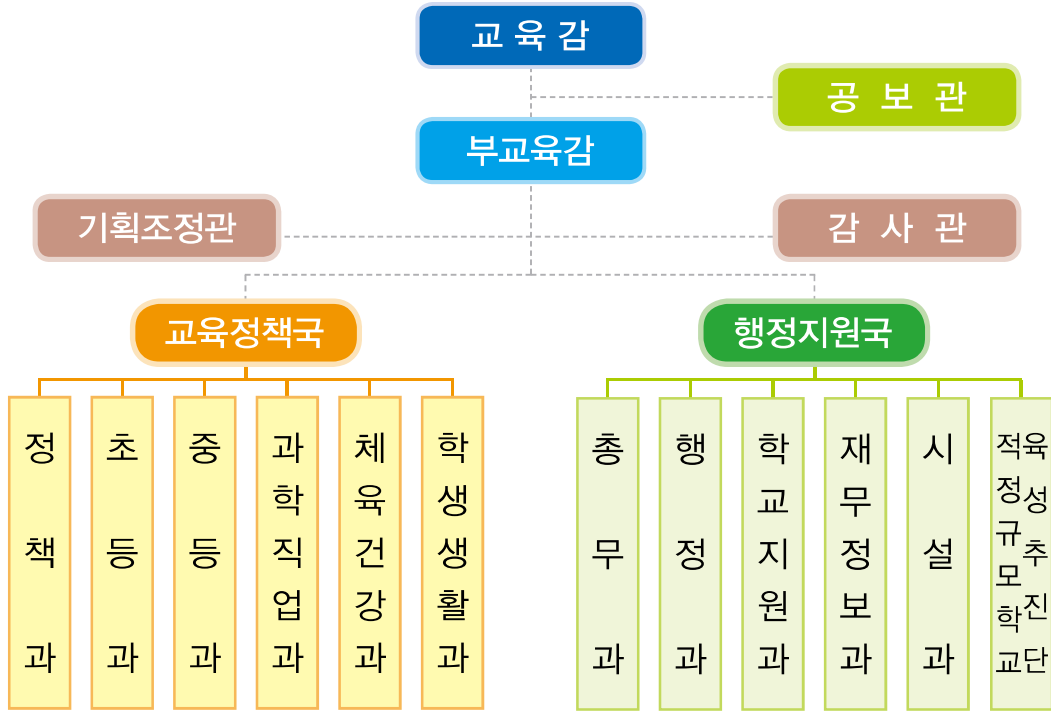 교 육 감
공 보 관
부교육감
기획조정관
감 사 관
교육정책국
행정지원국
정책과
초등과
중등과
과학직업과
체육건강과
학생생활과
총무과
행정과
학교지원과
재무정보과
시설과
적정규모학교
육성추진단